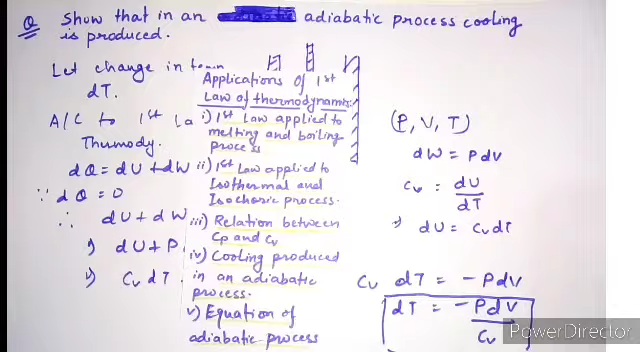 Q Show that in an adiabatic process cooling
is produced.
Let change in
dT.
A/C to 1st La
Thermody.
dQ = dU + dW
∵ dQ = 0
∴ dU + dW
dU + P
Cv dT
Applications of 1st
Law of thermodynamics
i) 1st Law applied to
melting and boiling
process
ii) 1st Law applied to
Isothermal and
Isochoric process.
iii) Relation between
Cp and Cv
iv) Cooling produced
in an adiabatic
process.
v) Equation of
adiabatic process
(P, V, T)
dW = PdV
Cv = dU/dT
⇒ dU = CvdT
Cv dT = - PdV
dT = - PdV/Cv
PowerDirector